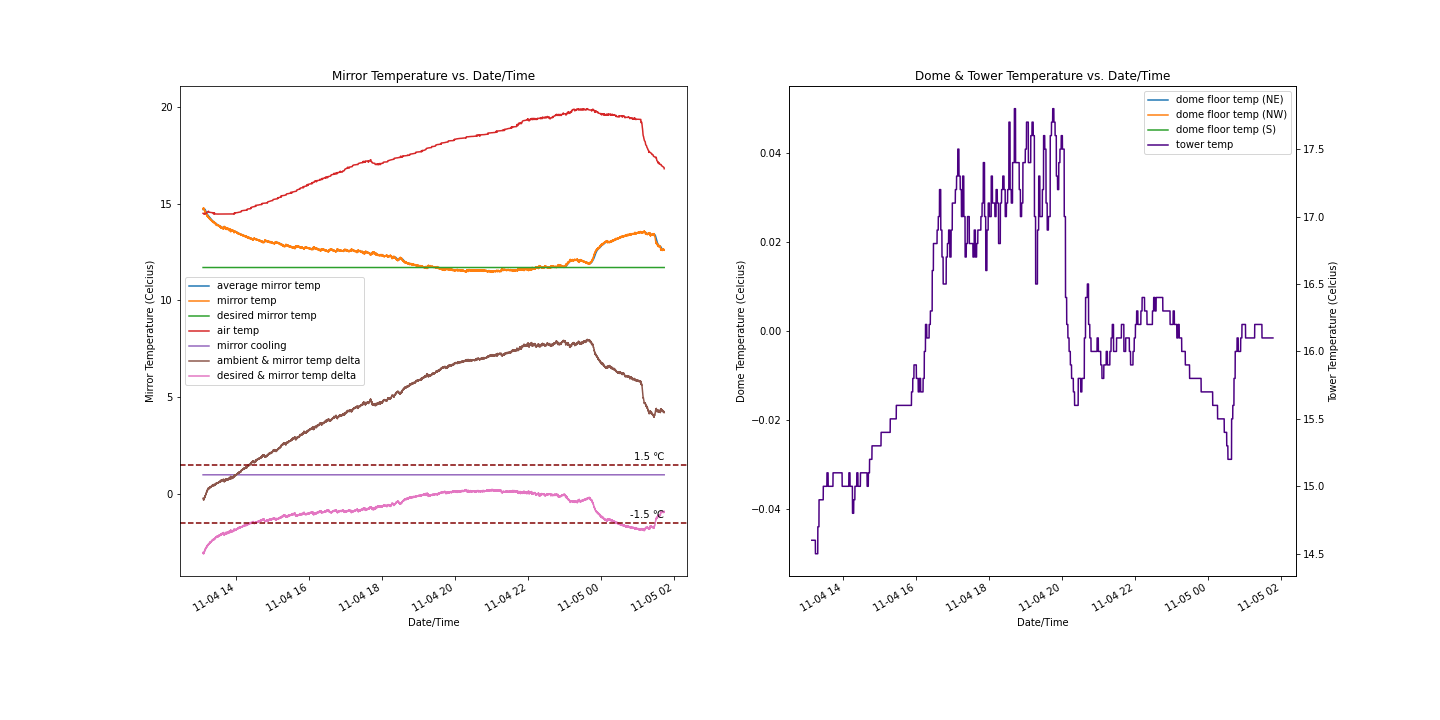 Mirror Temperature vs. Date/Time
Mirror Temperature (Celcius)
20
15
10
5
0
average mirror temp
mirror temp
desired mirror temp
air temp
mirror cooling
ambient & mirror temp delta
desired & mirror temp delta
1.5 °C
-1.5 °C
11-04 14
11-04 16
11-04 18
11-04 20
11-04 22
11-05 00
11-05 02
Date/Time
Dome & Tower Temperature vs. Date/Time
Dome Temperature (Celcius)
0.04
0.02
0.00
−0.02
−0.04
dome floor temp (NE)
dome floor temp (NW)
dome floor temp (S)
tower temp
17.5
17.0
16.5
16.0
15.5
15.0
14.5
Tower Temperature (Celcius)
11-04 14
11-04 16
11-04 18
11-04 20
11-04 22
11-05 00
11-05 02
Date/Time